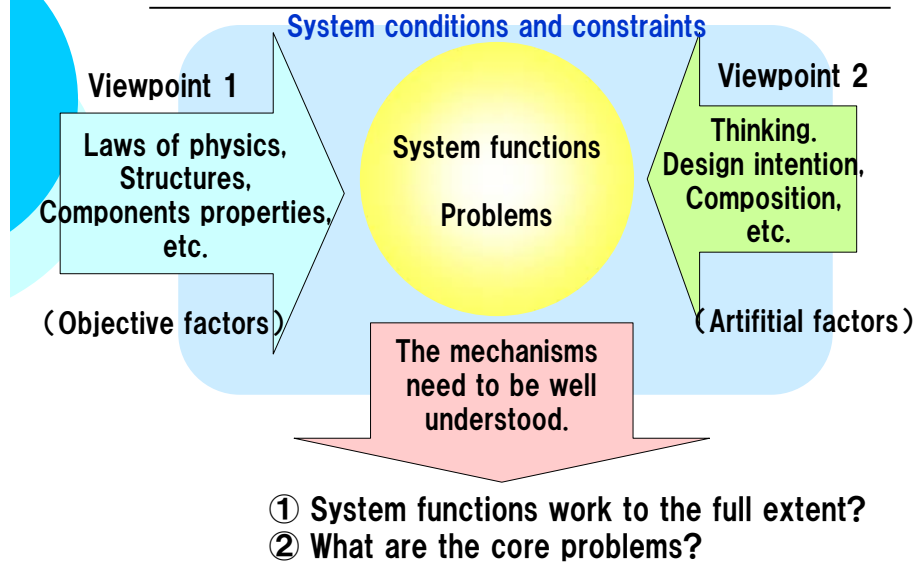 System conditions and constraints
Viewpoint 1
Laws of physics,
Structures,
Components properties,
etc.
（Objective factors）
System functions
Problems
Viewpoint 2
Thinking.
Design intention,
Composition,
etc.
（Artifitial factors）
The mechanisms
need to be well
understood.
① System functions work to the full extent?
② What are the core problems?